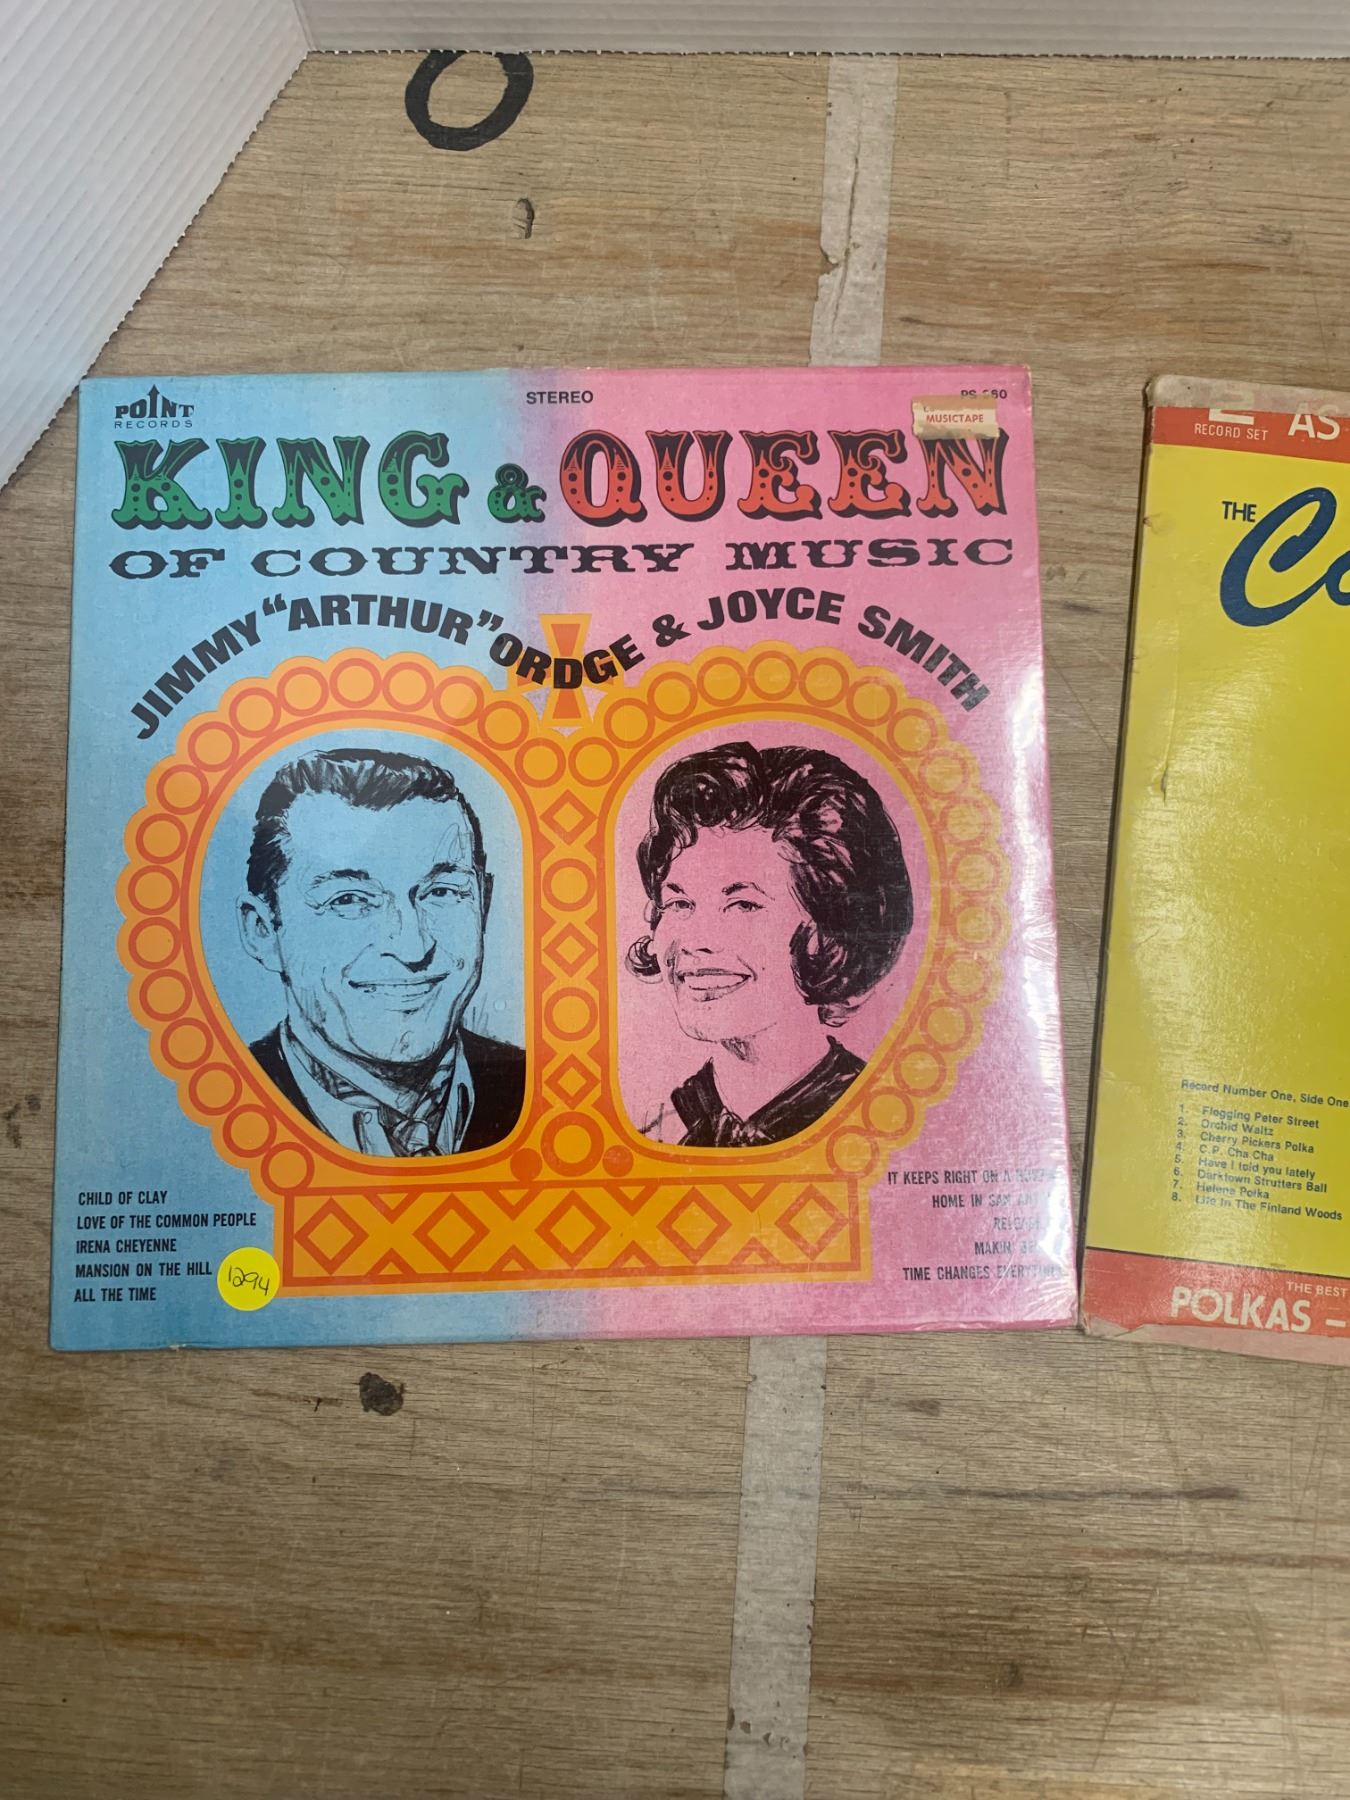 POINT
RECORDS
STEREO
MUSICTAPE
KING & QUEEN
OF COUNTRY MUSIC
JIMMY "ARTHUR" ORDGE & JOYCE SMITH
CHILD OF CLAY
LOVE OF THE COMMON PEOPLE
IRENA CHEYENNE
MANSION ON THE HILL
ALL THE TIME
1294
IT KEEPS RIGHT ON A
HOME IN SAN
MAKIN'
TIME CHANGES EVERYTHING
2
RECORD SET
AS
THE
Record Number One, Side One
1. Flogging Peter Street
2. Orchid Waltz
3. Cherry Pickers Polka
4. C.P. Cha Cha
5. Have I told you lately
6. Darktown Strutters Ball
7. Helena Polka
8. Life In The Finland Woods
THE BEST
POLKAS –